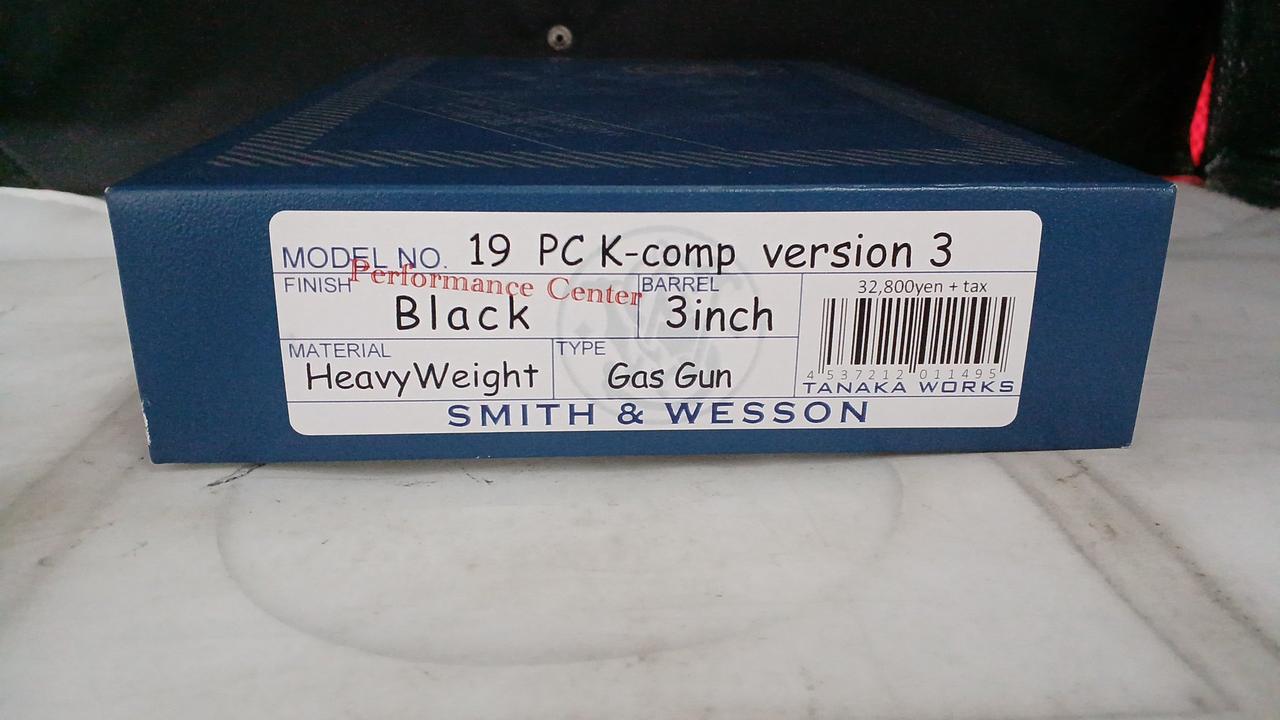 MODEL NO. 19 PC K-comp version 3
Performance Center
FINISH Black
BARREL 3inch
32,800yen + tax
4 537212 011495
MATERIAL HeavyWeight
TYPE Gas Gun
TANAKA WORKS
SMITH & WESSON